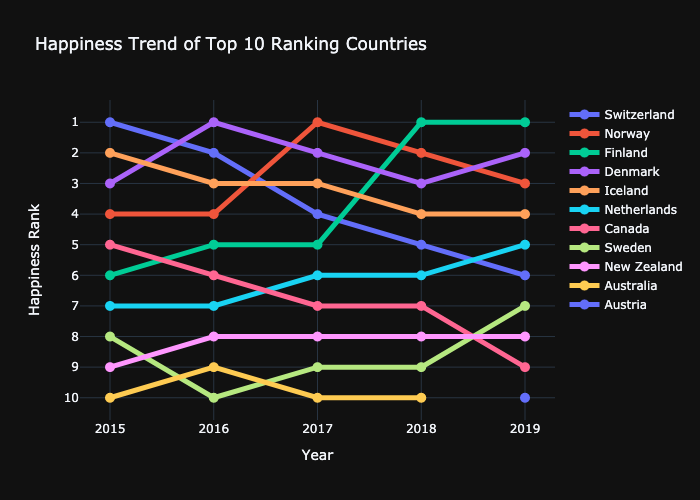 Happiness Trend of Top 10 Ranking Countries
Switzerland
Norway
Finland
Denmark
Iceland
Netherlands
Canada
Sweden
New Zealand
Australia
Austria
Happiness Rank
1
2
3
4
5
6
7
8
9
10
2015 2016 2017 2018 2019
Year